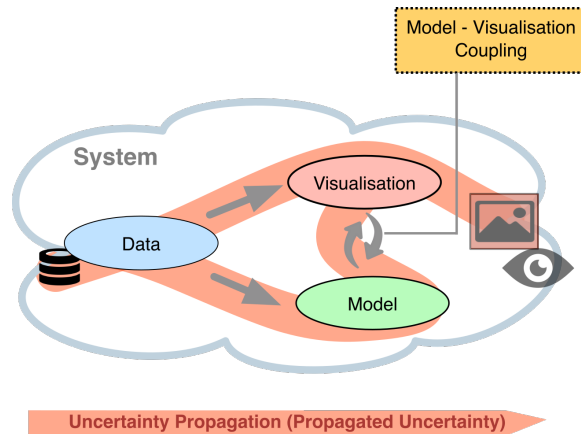 Model - Visualisation
Coupling
System
Visualisation
Data
Model
Uncertainty Propagation (Propagated Uncertainty)